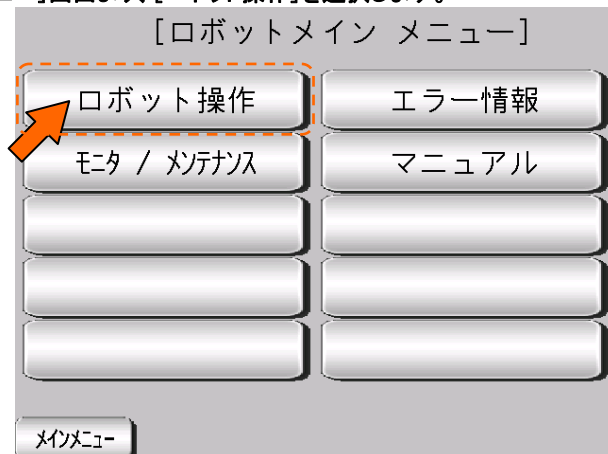 [ロボットメイン メニュー]
ロボット操作
エラー情報
ﾓﾆﾀ / ﾒﾝﾃﾅﾝｽ
マニュアル
ﾒｲﾝﾒﾆｭｰ